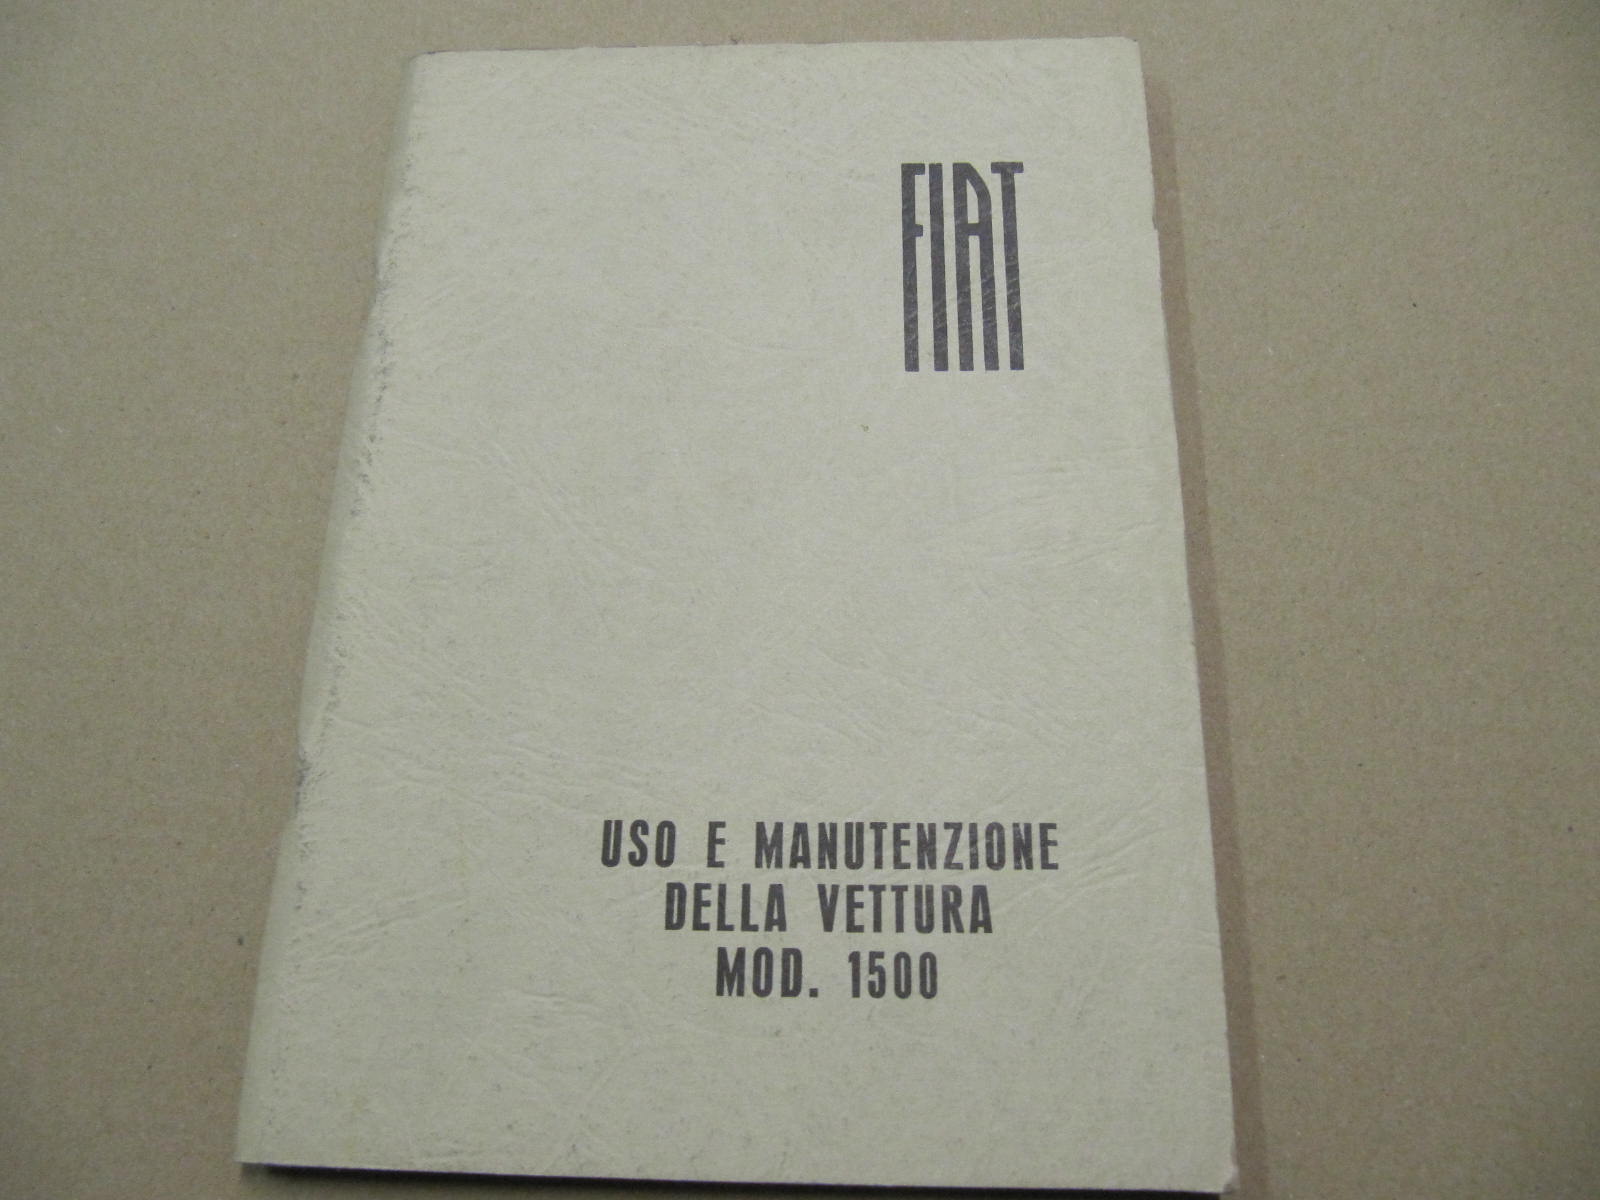 FIAT
USO E MANUTENZIONE
DELLA VETTURA
MOD. 1500